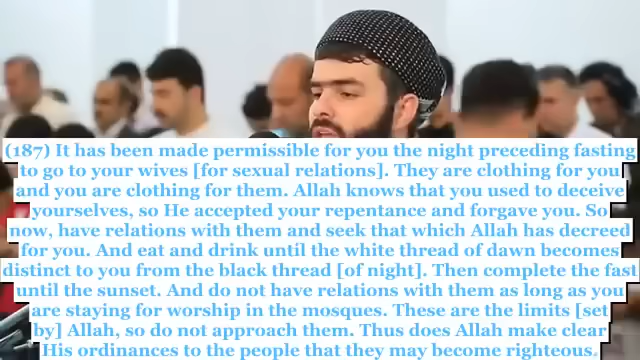 (187) It has been made permissible for you the night preceding fasting
to go to your wives [for sexual relations]. They are clothing for you
and you are clothing for them. Allah knows that you used to deceive
yourselves, so He accepted your repentance and forgave you. So
now, have relations with them and seek that which Allah has decreed
for you. And eat and drink until the white thread of dawn becomes
distinct to you from the black thread [of night]. Then complete the fast
until the sunset. And do not have relations with them as long as you
are staying for worship in the mosques. These are the limits [set
by] Allah, so do not approach them. Thus does Allah make clear
His ordinances to the people that they may become righteous.